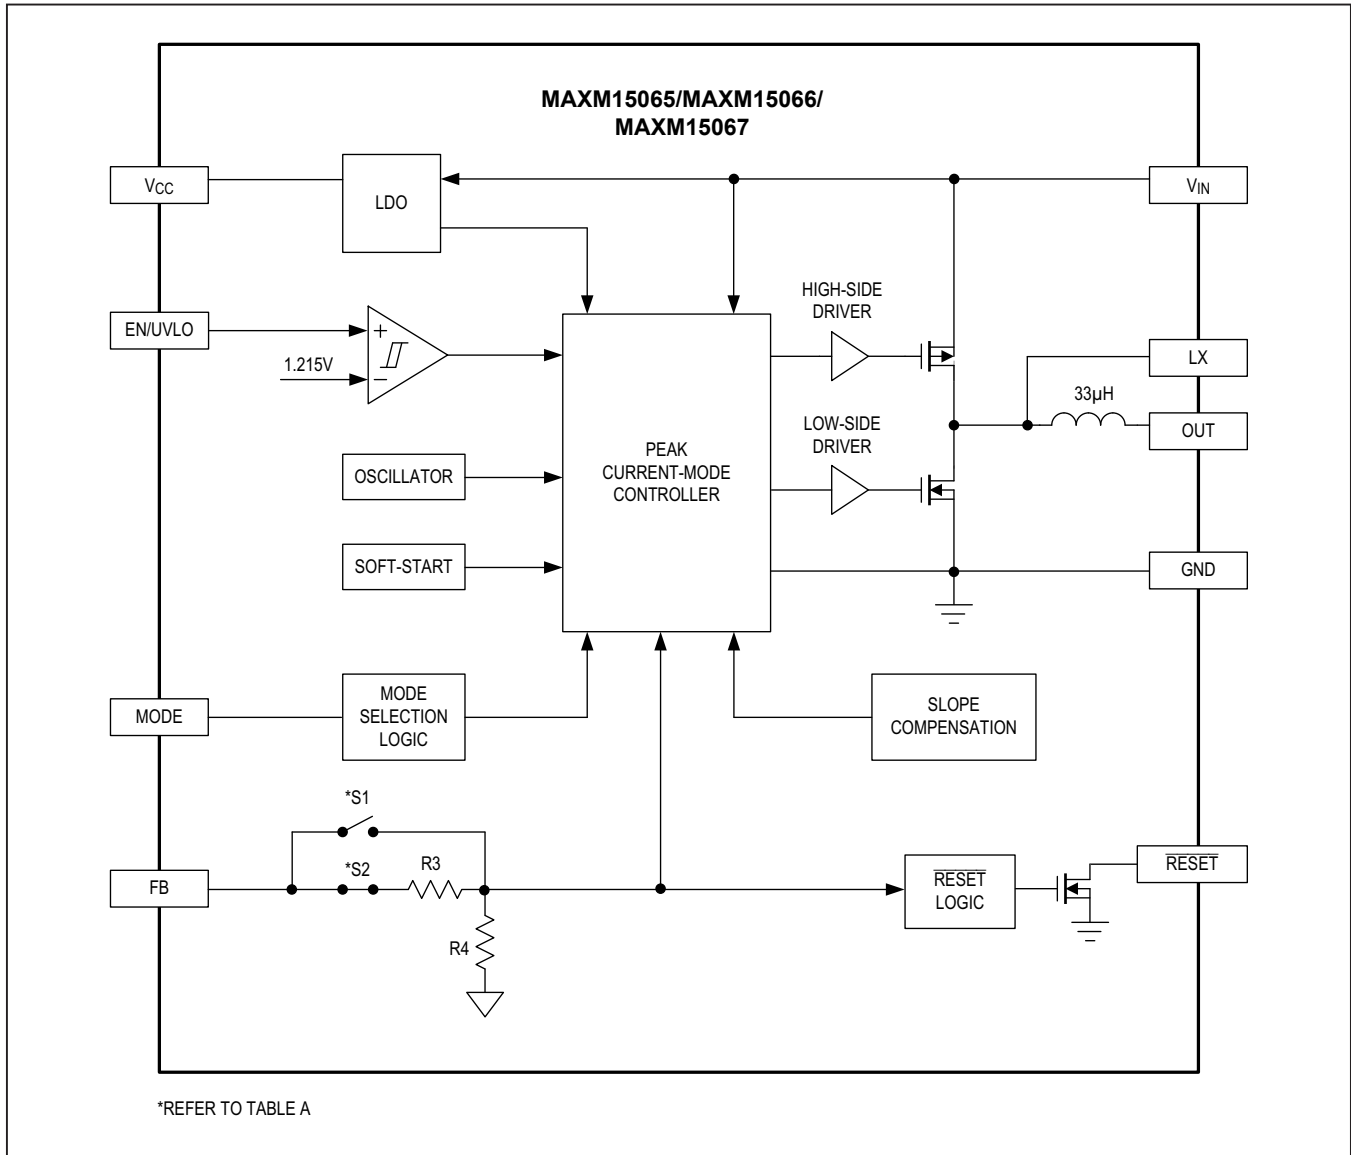 MAXM15065/MAXM15066/
MAXM15067
VCC
LDO
VIN
EN/UVLO
+
1.215V
−
HIGH-SIDE
DRIVER
LX
33µH
OUT
LOW-SIDE
DRIVER
PEAK
CURRENT-MODE
CONTROLLER
OSCILLATOR
SOFT-START
GND
MODE
MODE
SELECTION
LOGIC
SLOPE
COMPENSATION
*S1
*S2
R3
FB
R4
RESET
LOGIC
RESET
*REFER TO TABLE A